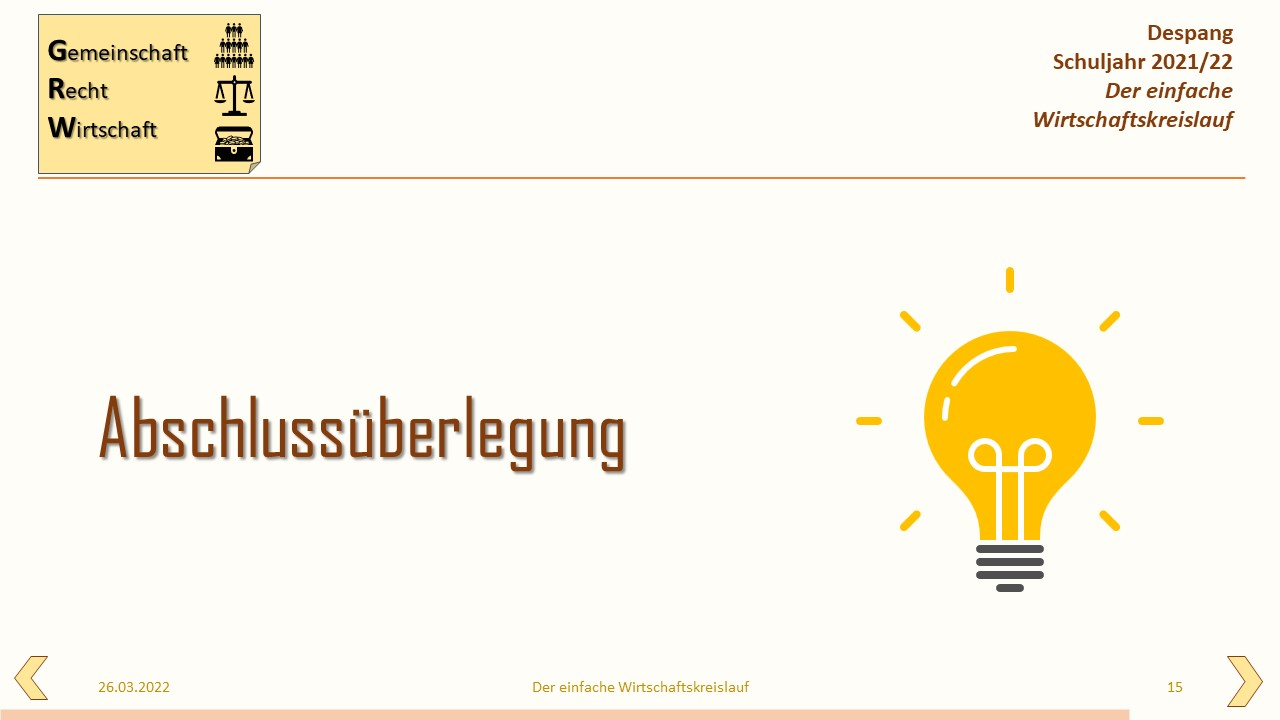 Gemeinschaft
Recht
Wirtschaft
Despang
Schuljahr 2021/22
Der einfache
Wirtschaftskreislauf
Abschlussüberlegung
26.03.2022
Der einfache Wirtschaftskreislauf
15